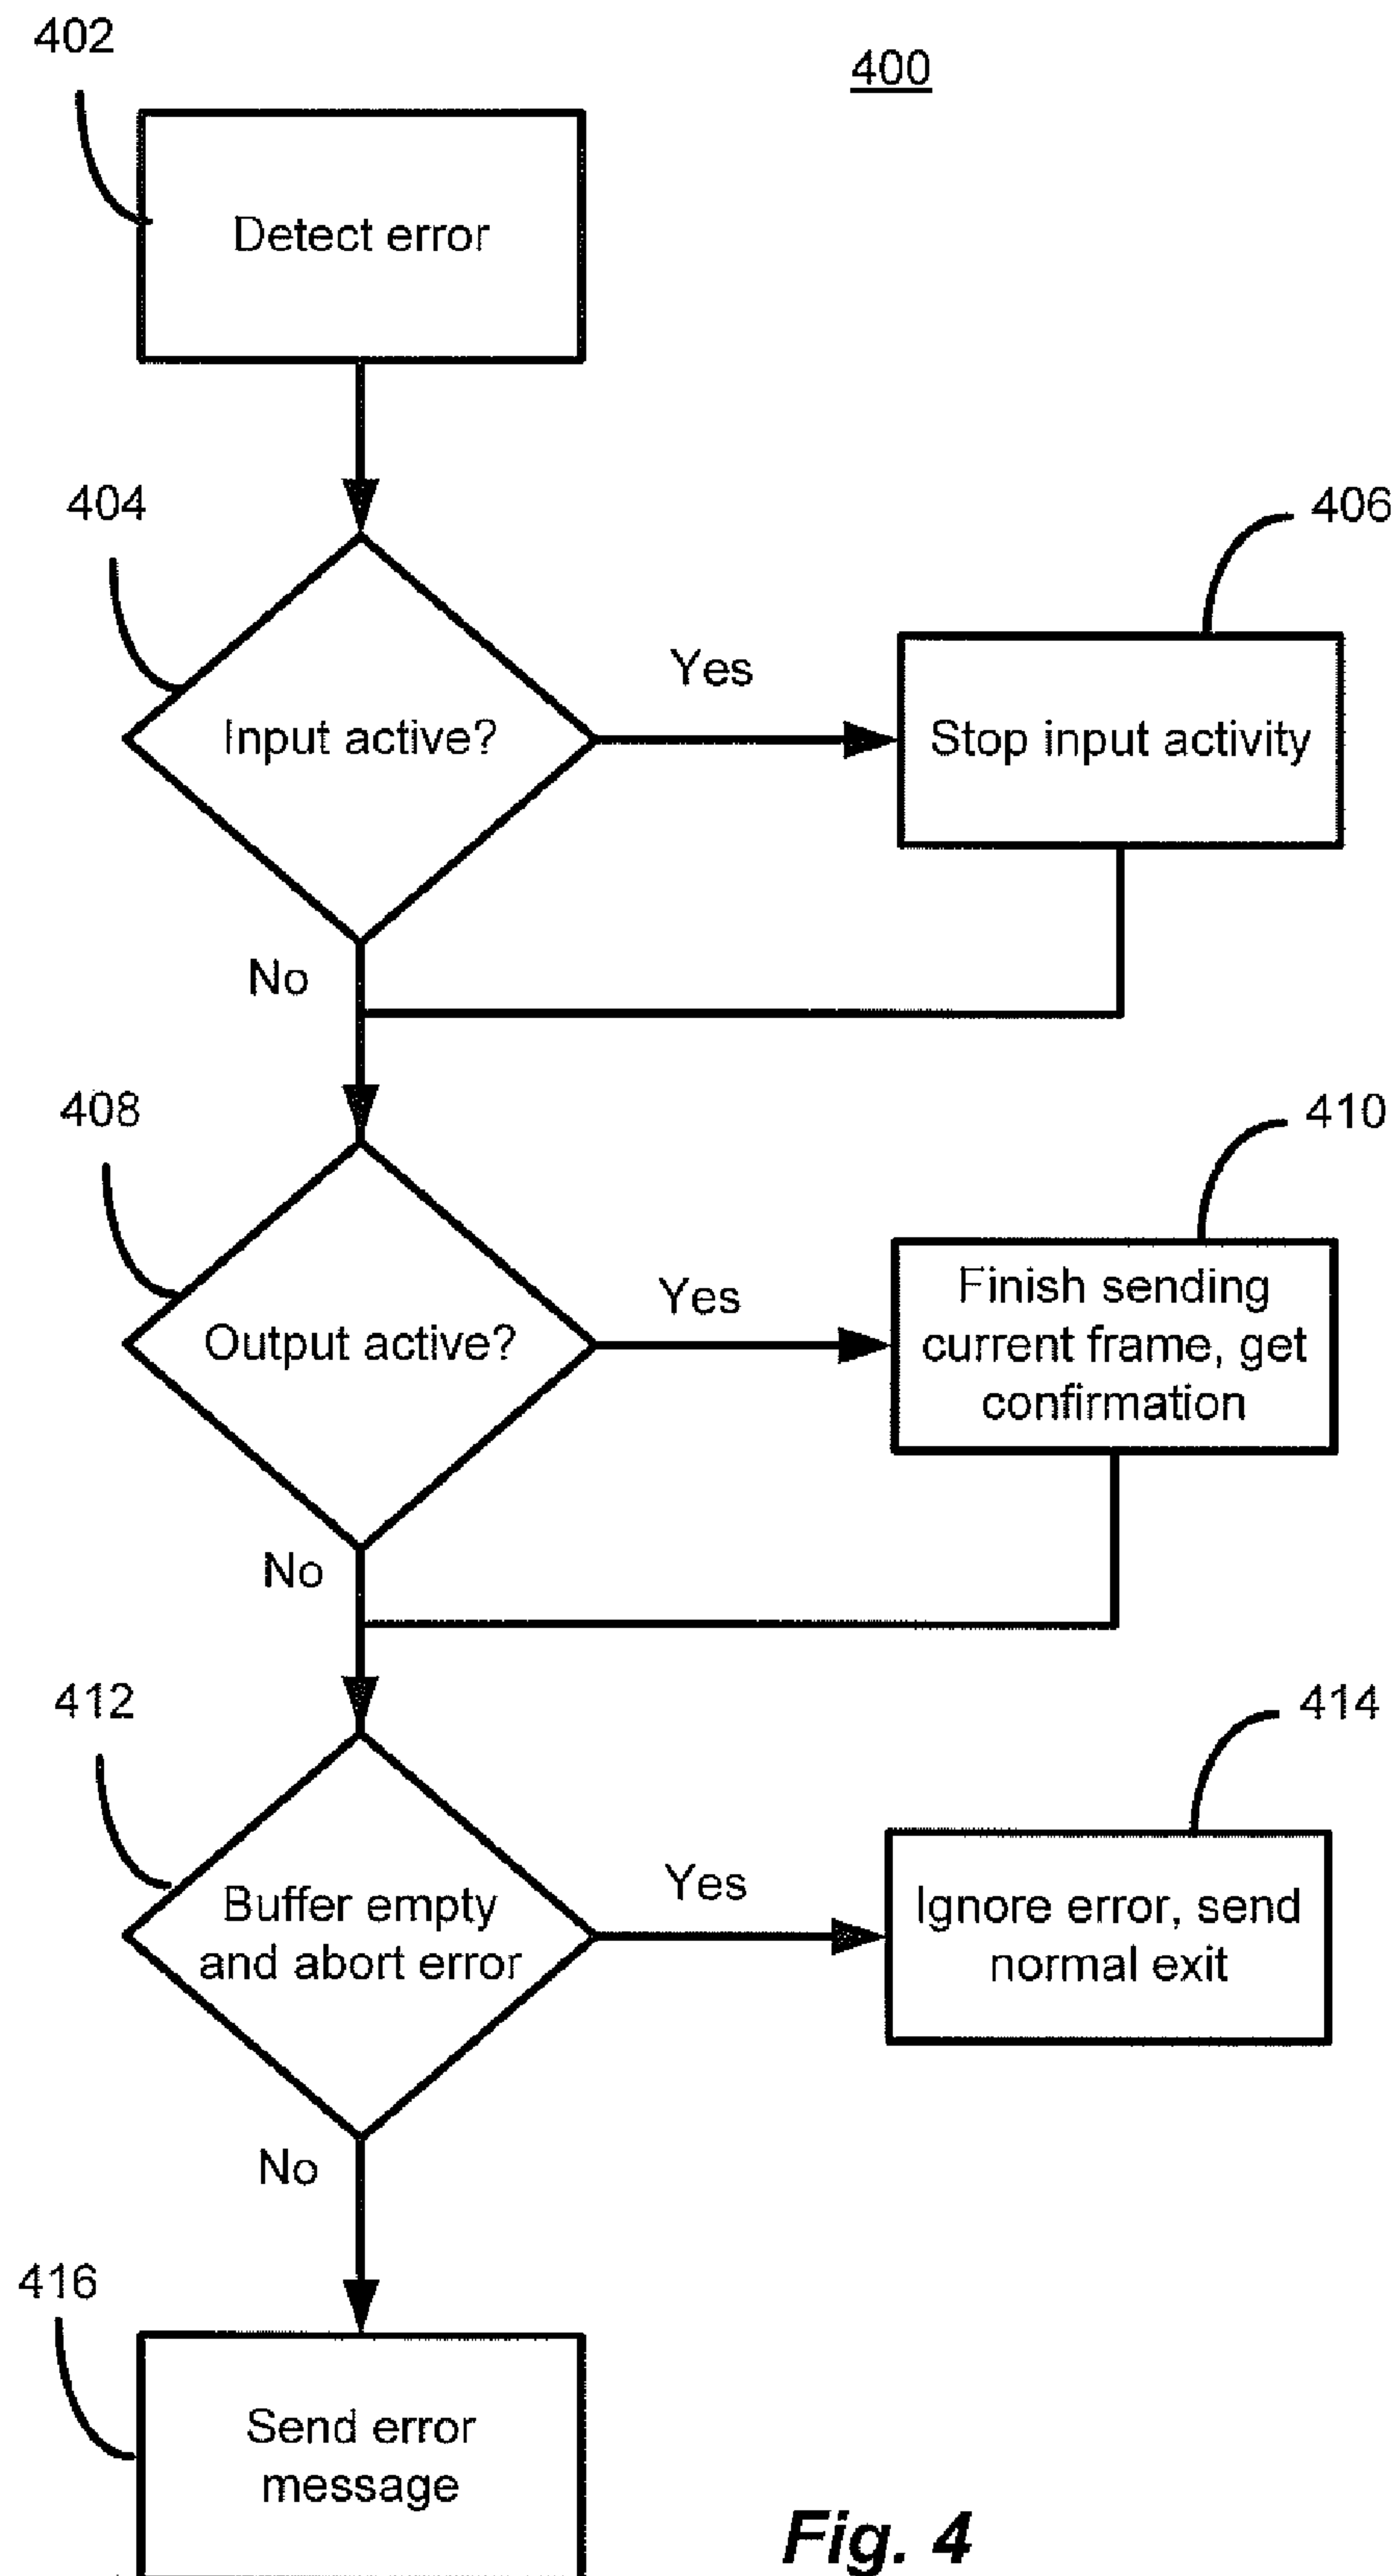 402
400
Detect error
404
406
Yes
Input active?
Stop input activity
No
408
410
Yes
Output active?
Finish sending
current frame, get
confirmation
No
412
414
Yes
Buffer empty
and abort error
Ignore error, send
normal exit
No
416
Send error
message
Fig. 4